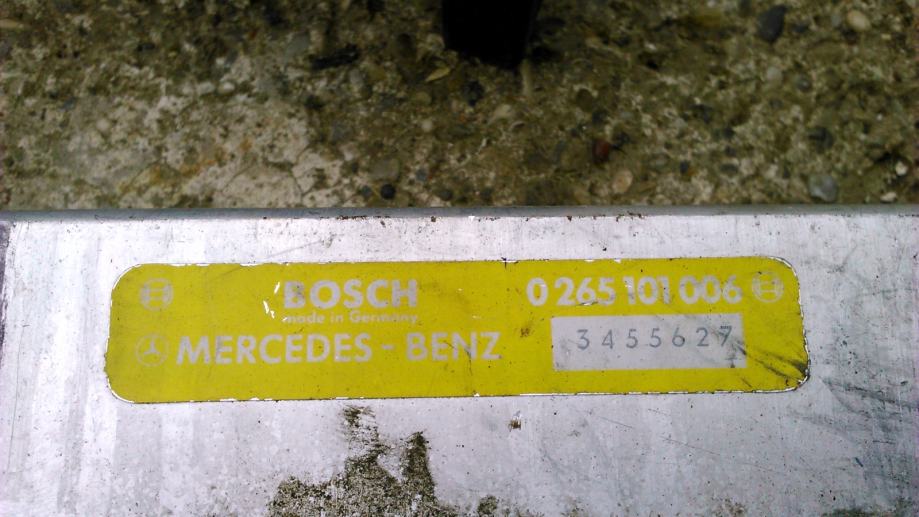 BOSCH 0 265 101 006
made in Germany
MERCEDES - BENZ 3455627